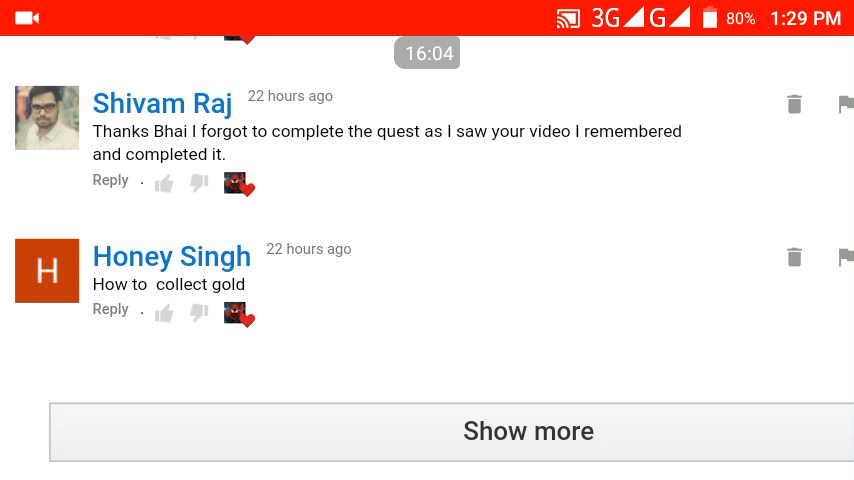 3G G 80% 1:29 PM
16:04
Shivam Raj 22 hours ago
Thanks Bhai I forgot to complete the quest as I saw your video I remembered
and completed it.
Reply .
H
Honey Singh 22 hours ago
How to collect gold
Reply .
Show more